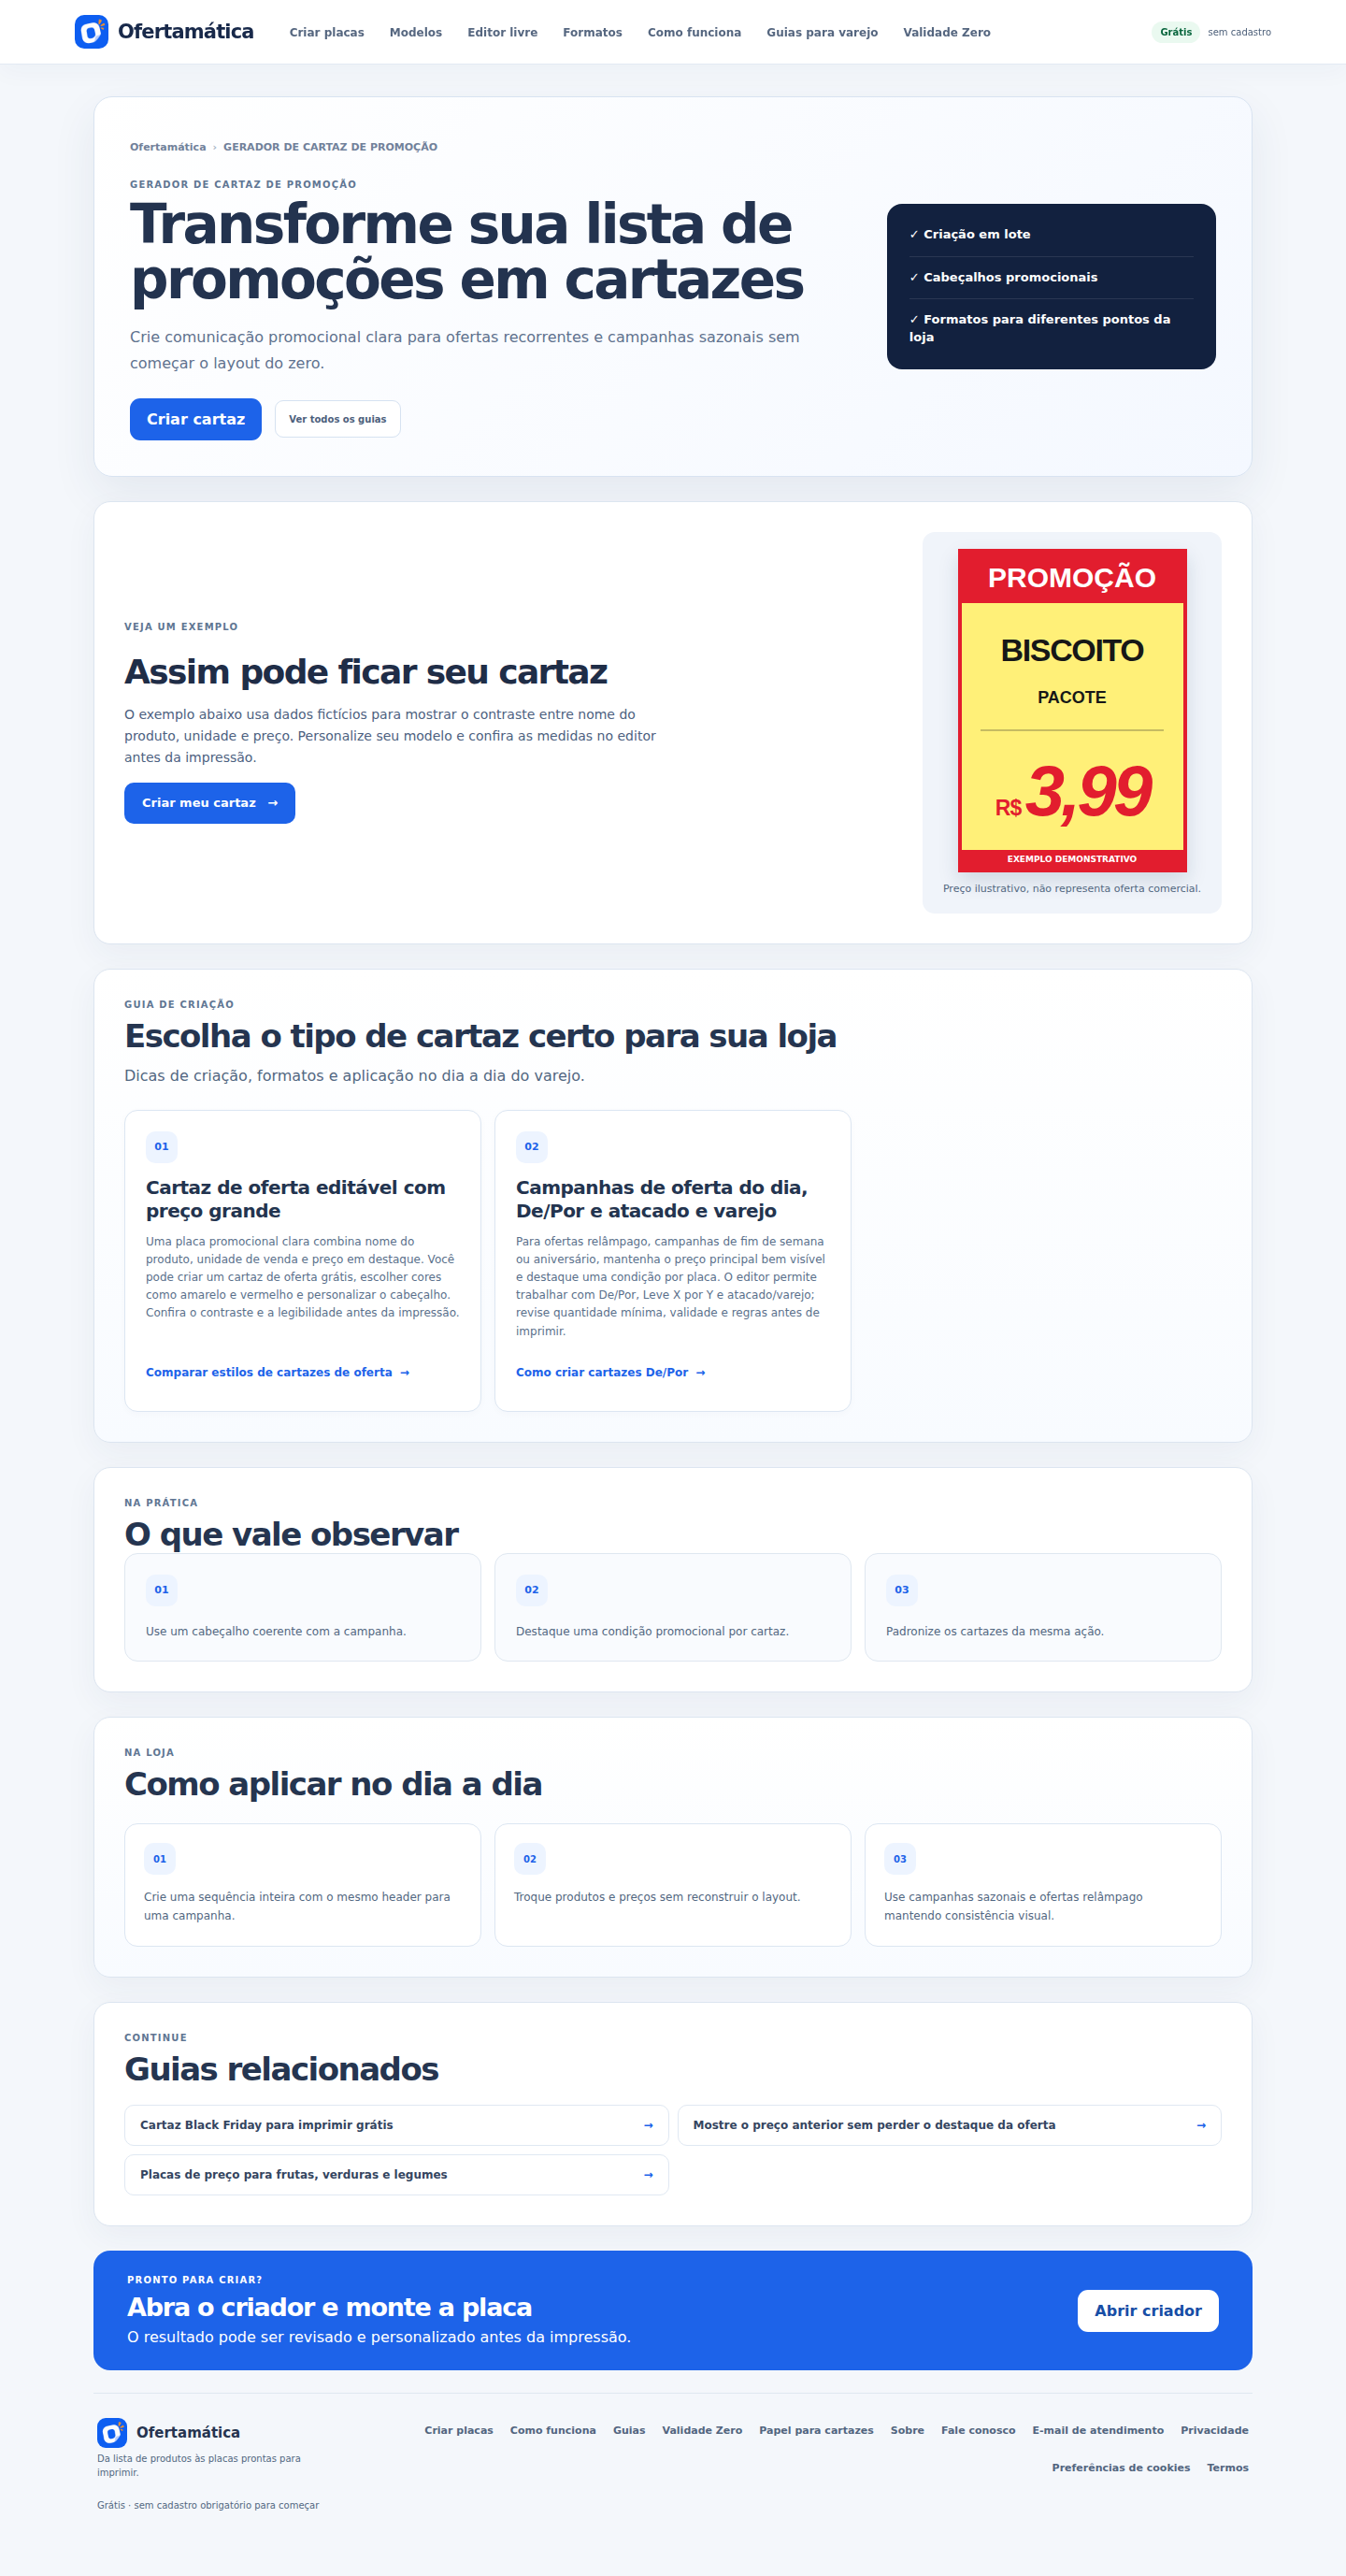 Ofertamática
Criar placas Modelos Editor livre Formatos Como funciona Guias para varejo Validade Zero
Grátis sem cadastro
Ofertamática › GERADOR DE CARTAZ DE PROMOÇÃO
GERADOR DE CARTAZ DE PROMOÇÃO
Transforme sua lista de
promoções em cartazes
Crie comunicação promocional clara para ofertas recorrentes e campanhas sazonais sem
começar o layout do zero.
Criar cartaz Ver todos os guias
✓ Criação em lote
✓ Cabeçalhos promocionais
✓ Formatos para diferentes pontos da
loja
VEJA UM EXEMPLO
Assim pode ficar seu cartaz
O exemplo abaixo usa dados fictícios para mostrar o contraste entre nome do
produto, unidade e preço. Personalize seu modelo e confira as medidas no editor
antes da impressão.
Criar meu cartaz →
PROMOÇÃO
BISCOITO
PACOTE
R$ 3,99
EXEMPLO DEMONSTRATIVO
Preço ilustrativo, não representa oferta comercial.
GUIA DE CRIAÇÃO
Escolha o tipo de cartaz certo para sua loja
Dicas de criação, formatos e aplicação no dia a dia do varejo.
01
Cartaz de oferta editável com
preço grande
Uma placa promocional clara combina nome do
produto, unidade de venda e preço em destaque. Você
pode criar um cartaz de oferta grátis, escolher cores
como amarelo e vermelho e personalizar o cabeçalho.
Confira o contraste e a legibilidade antes da impressão.
Comparar estilos de cartazes de oferta →
02
Campanhas de oferta do dia,
De/Por e atacado e varejo
Para ofertas relâmpago, campanhas de fim de semana
ou aniversário, mantenha o preço principal bem visível
e destaque uma condição por placa. O editor permite
trabalhar com De/Por, Leve X por Y e atacado/varejo;
revise quantidade mínima, validade e regras antes de
imprimir.
Como criar cartazes De/Por →
NA PRÁTICA
O que vale observar
01
Use um cabeçalho coerente com a campanha.
02
Destaque uma condição promocional por cartaz.
03
Padronize os cartazes da mesma ação.
NA LOJA
Como aplicar no dia a dia
01
Crie uma sequência inteira com o mesmo header para
uma campanha.
02
Troque produtos e preços sem reconstruir o layout.
03
Use campanhas sazonais e ofertas relâmpago
mantendo consistência visual.
CONTINUE
Guias relacionados
Cartaz Black Friday para imprimir grátis →
Mostre o preço anterior sem perder o destaque da oferta →
Placas de preço para frutas, verduras e legumes →
PRONTO PARA CRIAR?
Abra o criador e monte a placa
O resultado pode ser revisado e personalizado antes da impressão.
Abrir criador
Ofertamática
Da lista de produtos às placas prontas para
imprimir.
Grátis · sem cadastro obrigatório para começar
Criar placas Como funciona Guias Validade Zero Papel para cartazes Sobre Fale conosco E-mail de atendimento Privacidade
Preferências de cookies Termos